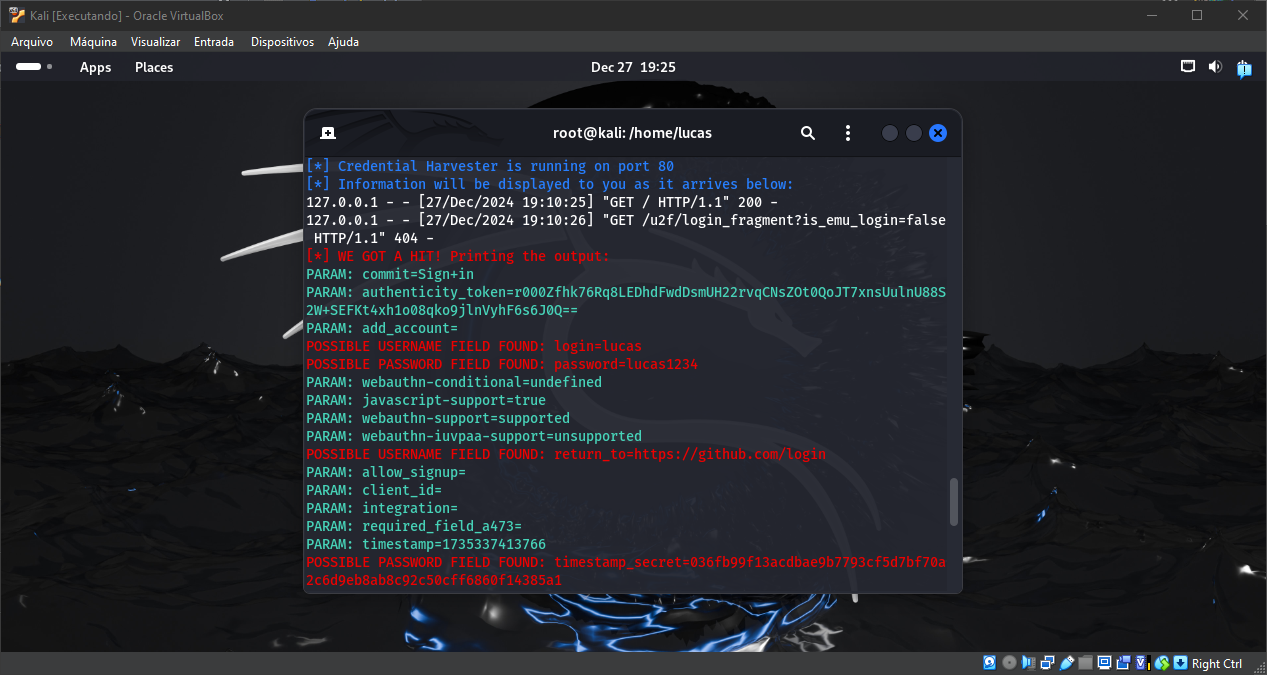 Kali [Executando] - Oracle VirtualBox
Arquivo Máquina Visualizar Entrada Dispositivos Ajuda
Apps Places Dec 27 19:25
root@kali: /home/lucas
[*] Credential Harvester is running on port 80
[*] Information will be displayed to you as it arrives below:
127.0.0.1 - - [27/Dec/2024 19:10:25] "GET / HTTP/1.1" 200 -
127.0.0.1 - - [27/Dec/2024 19:10:26] "GET /u2f/login_fragment?is_emu_login=false
HTTP/1.1" 404 -
[*] WE GOT A HIT! Printing the output:
PARAM: commit=Sign+in
PARAM: authenticity_token=r000Zfhk76Rq8LEDhdFwdDsmUH22rvqCNsZOt0QoJT7xnsUulnU88S
2W+SEFKt4xh1o08qko9jlnVyhF6s6J0Q==
PARAM: add_account=
POSSIBLE USERNAME FIELD FOUND: login=lucas
POSSIBLE PASSWORD FIELD FOUND: password=lucas1234
PARAM: webauthn-conditional=undefined
PARAM: javascript-support=true
PARAM: webauthn-support=supported
PARAM: webauthn-iuvpaa-support=unsupported
POSSIBLE USERNAME FIELD FOUND: return_to=https://github.com/login
PARAM: allow_signup=
PARAM: client_id=
PARAM: integration=
PARAM: required_field_a473=
PARAM: timestamp=1735337413766
POSSIBLE PASSWORD FIELD FOUND: timestamp_secret=036fb99f13acdbae9b7793cf5d7bf70a
2c6d9eb8ab8c92c50cff6860f14385a1
Right Ctrl